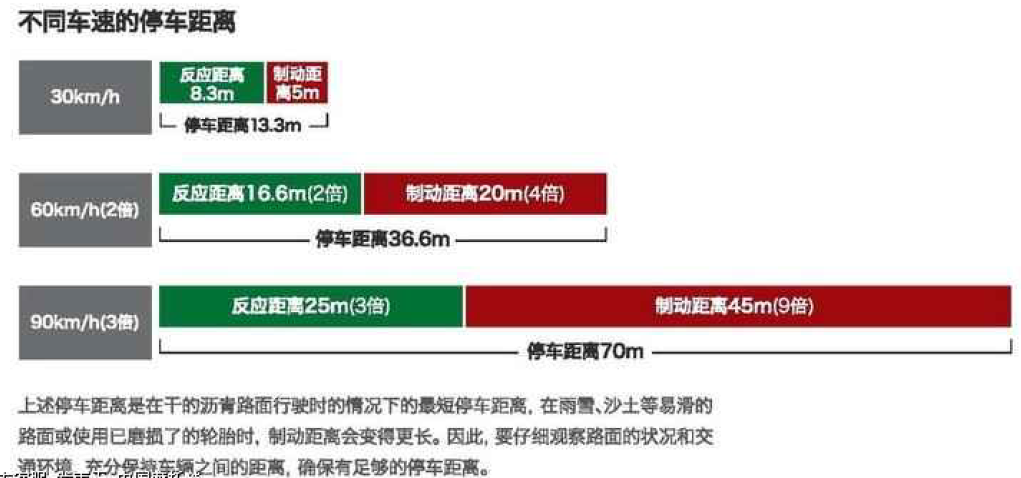 不同车速的停车距离
30km/h
反应距离
8.3m
制动距
离5m
停车距离13.3m
60km/h(2倍)
反应距离16.6m(2倍)
制动距离20m(4倍)
停车距离36.6m
90km/h(3倍)
反应距离25m(3倍)
制动距离45m(9倍)
停车距离70m
上述停车距离是在干的沥青路面行驶时的情况下的最短停车距离, 在雨雪、沙土等易滑的
路面或使用已磨损了的轮胎时, 制动距离会变得更长。因此, 要仔细观察路面的状况和交
通环境, 充分保持车辆之间的距离, 确保有足够的停车距离。